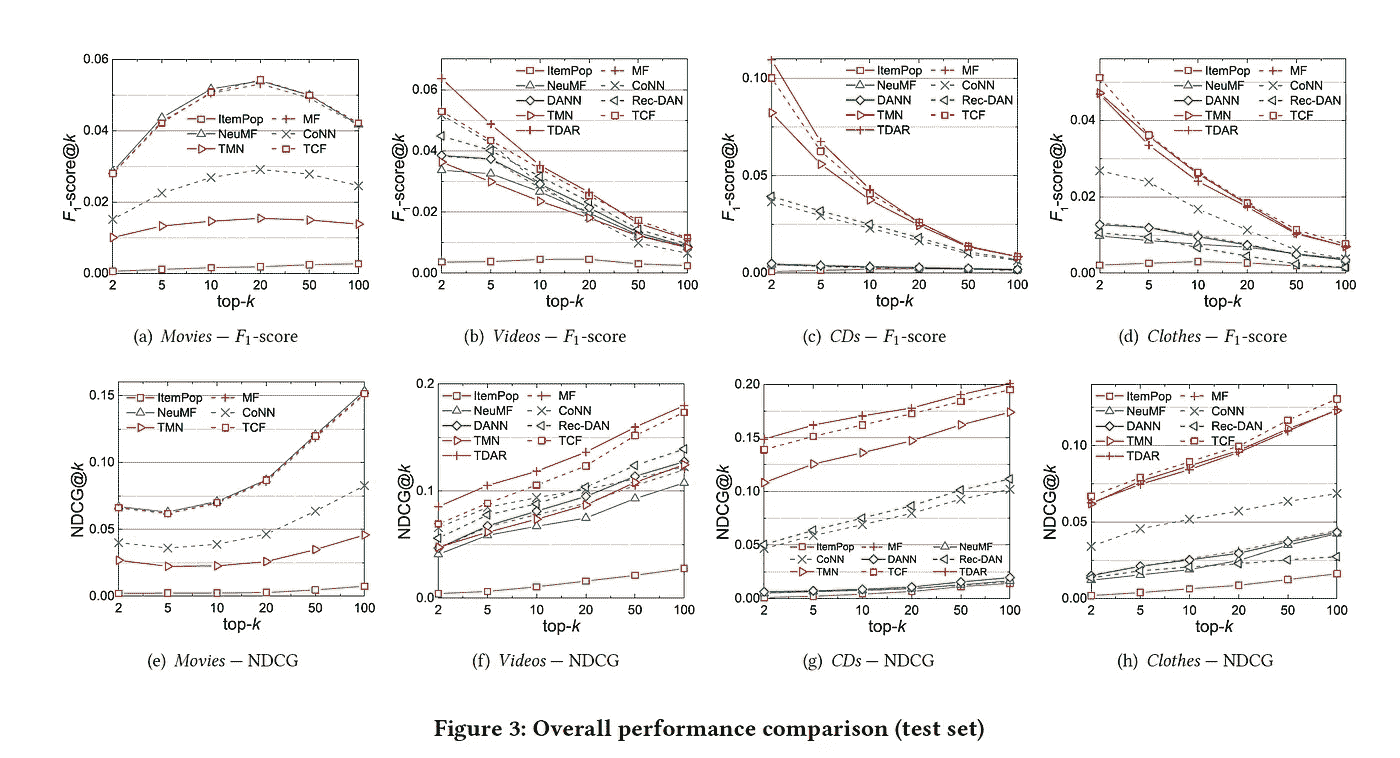 0.06
0.04
0.02
0.00
F1-score@k
2 5 10 20 50 100
top-k
ItemPop MF
NeuMF CoNN
TMN TCF
(a) Movies – F1-score
0.06
0.04
0.02
0.00
F1-score@k
2 5 10 20 50 100
top-k
ItemPop MF
NeuMF CoNN
DANN Rec-DAN
TMN TCF
TDAR
(b) Videos – F1-score
0.10
0.05
0.00
F1-score@k
2 5 10 20 50 100
top-k
ItemPop MF
NeuMF CoNN
DANN Rec-DAN
TMN TCF
TDAR
(c) CDs – F1-score
0.04
0.02
0.00
F1-score@k
2 5 10 20 50 100
top-k
ItemPop MF
NeuMF CoNN
DANN Rec-DAN
TMN TCF
TDAR
(d) Clothes – F1-score
0.15
0.10
0.05
0.00
NDCG@k
2 5 10 20 50 100
top-k
ItemPop MF
NeuMF CoNN
TMN TCF
(e) Movies – NDCG
0.2
0.1
0.0
NDCG@k
2 5 10 20 50 100
top-k
ItemPop MF
NeuMF CoNN
DANN Rec-DAN
TMN TCF
TDAR
(f) Videos – NDCG
0.20
0.15
0.10
0.05
0.00
NDCG@k
2 5 10 20 50 100
top-k
ItemPop MF NeuMF
CoNN DANN Rec-DAN
TMN TCF TDAR
(g) CDs – NDCG
0.10
0.05
0.00
NDCG@k
2 5 10 20 50 100
top-k
ItemPop MF
NeuMF CoNN
DANN Rec-DAN
TMN TCF
TDAR
(h) Clothes – NDCG
Figure 3: Overall performance comparison (test set)